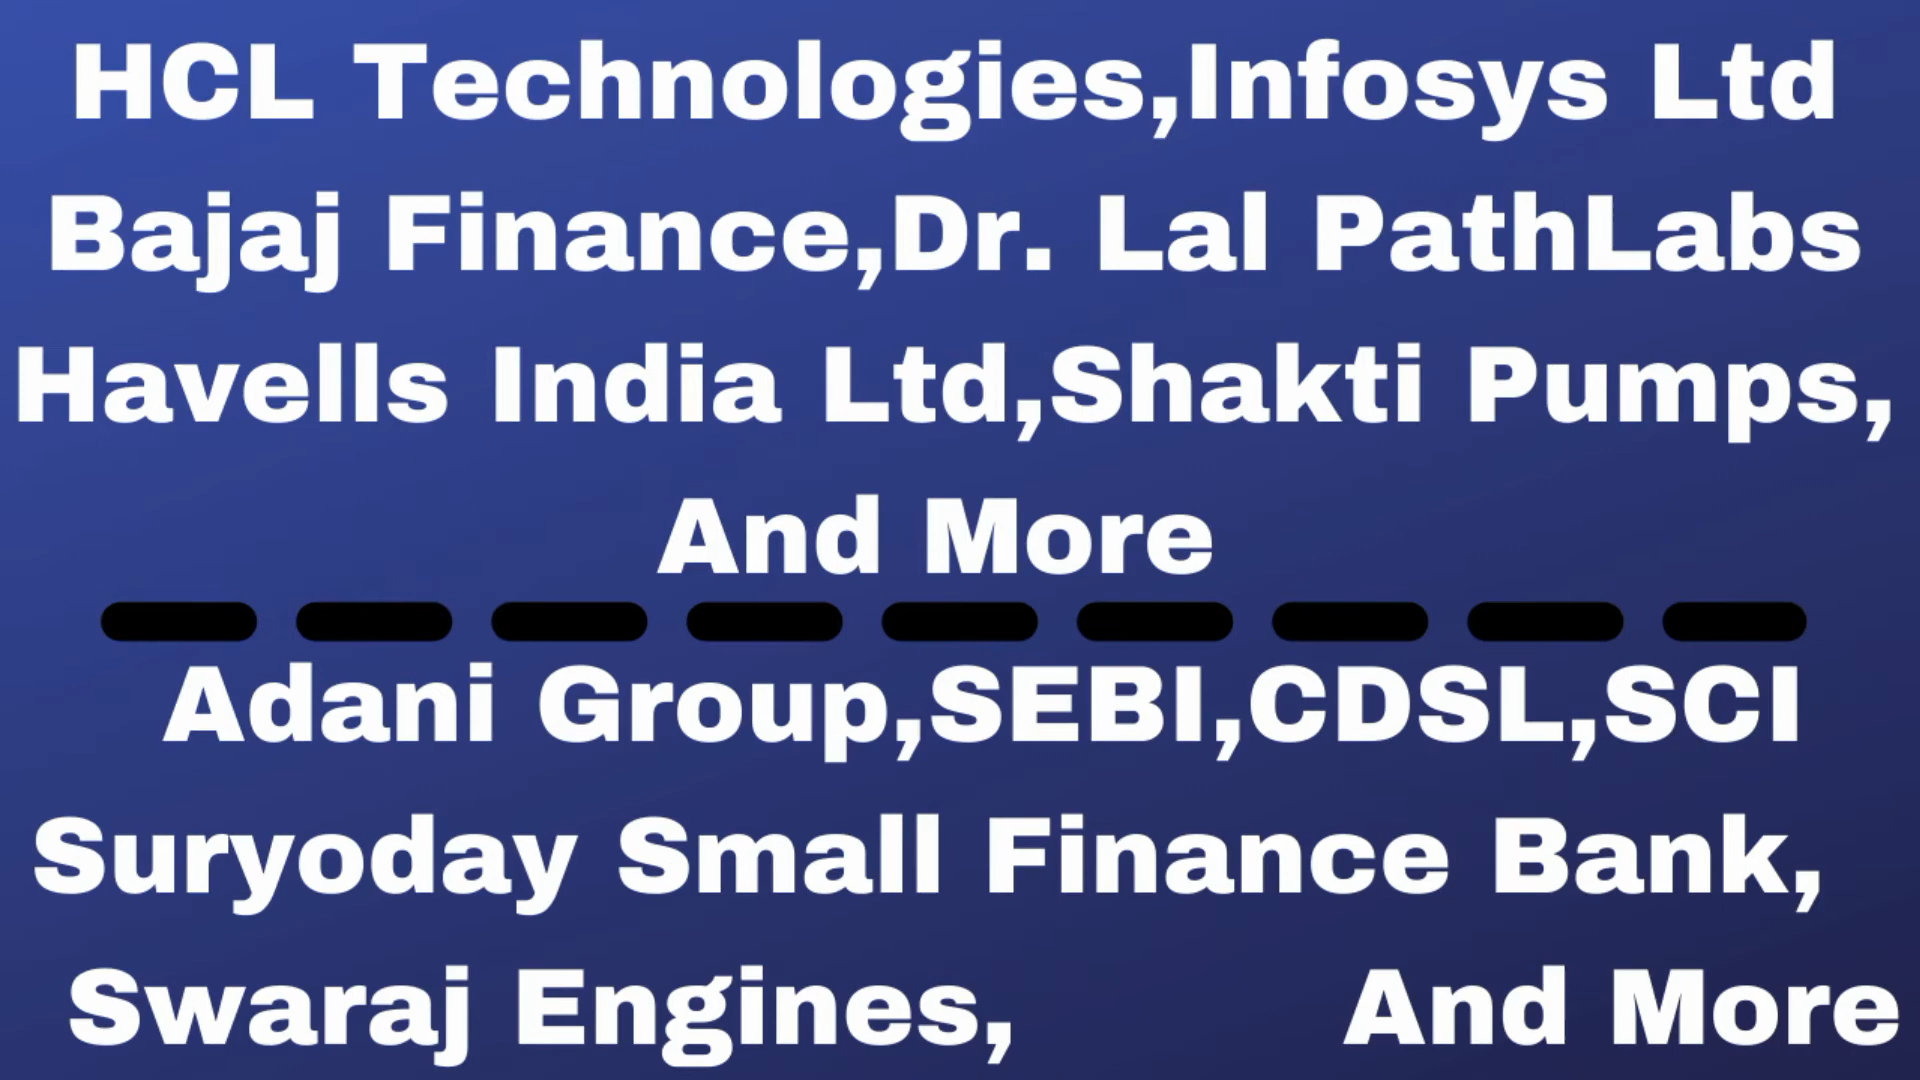 HCL Technologies,Infosys Ltd
Bajaj Finance,Dr. Lal PathLabs
Havells India Ltd,Shakti Pumps,
And More
Adani Group,SEBI,CDSL,SCI
Suryoday Small Finance Bank,
Swaraj Engines, And More